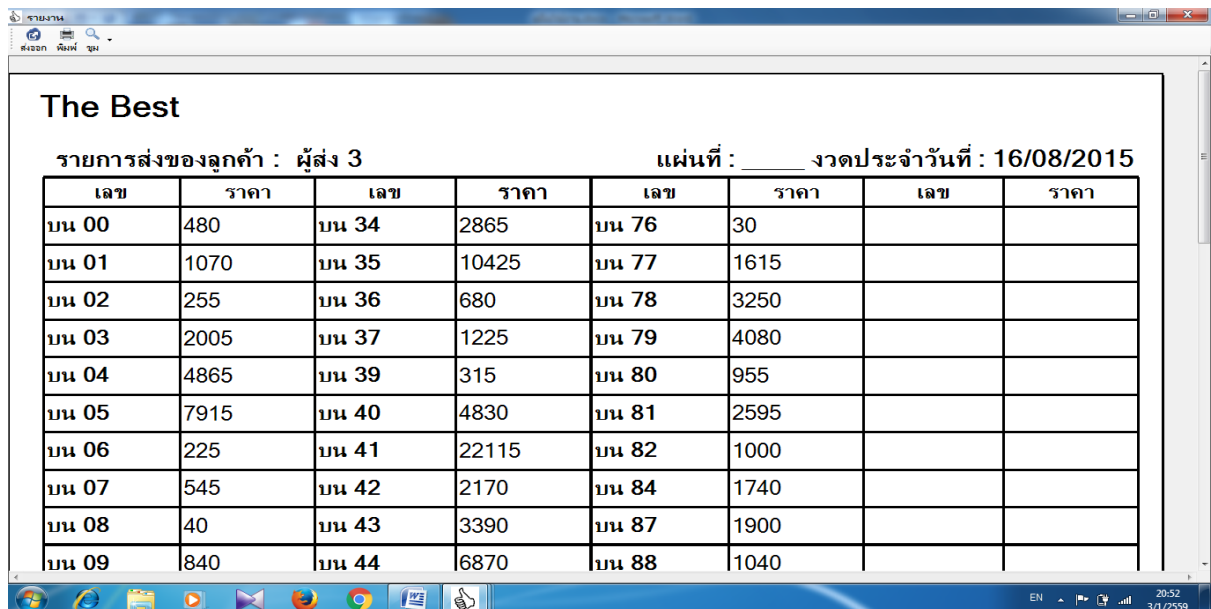 รายงาน
ส่งออก พิมพ์ ซูม
The Best
รายการส่งของลูกค้า : ผู้ส่ง 3 แผ่นที่ : _____ งวดประจำวันที่ : 16/08/2015
เลข ราคา เลข ราคา เลข ราคา เลข ราคา
บน 00 480 บน 34 2865 บน 76 30
บน 01 1070 บน 35 10425 บน 77 1615
บน 02 255 บน 36 680 บน 78 3250
บน 03 2005 บน 37 1225 บน 79 4080
บน 04 4865 บน 39 315 บน 80 955
บน 05 7915 บน 40 4830 บน 81 2595
บน 06 225 บน 41 22115 บน 82 1000
บน 07 545 บน 42 2170 บน 84 1740
บน 08 40 บน 43 3390 บน 87 1900
บน 09 840 บน 44 6870 บน 88 1040
EN 20:52
3/1/2559